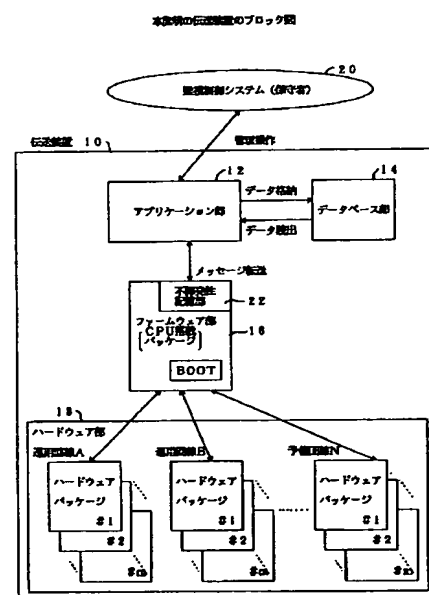 本発明の伝送装置のブロック図
20
監視制御システム（保守者）
伝送装置 10
管理操作
12
14
アプリケーション部
データ格納
データベース部
データ読出
メッセージ伝送
不揮発性
記憶部
22
ファームウェア部
16
CPU搭載
パッケージ
BOOT
18
ハードウェア部
運用回線A
運用回線B
予備回線N
ハードウェア
パッケージ
#1
#2
ハードウェア
パッケージ
#1
#2
ハードウェア
パッケージ
#1
#2